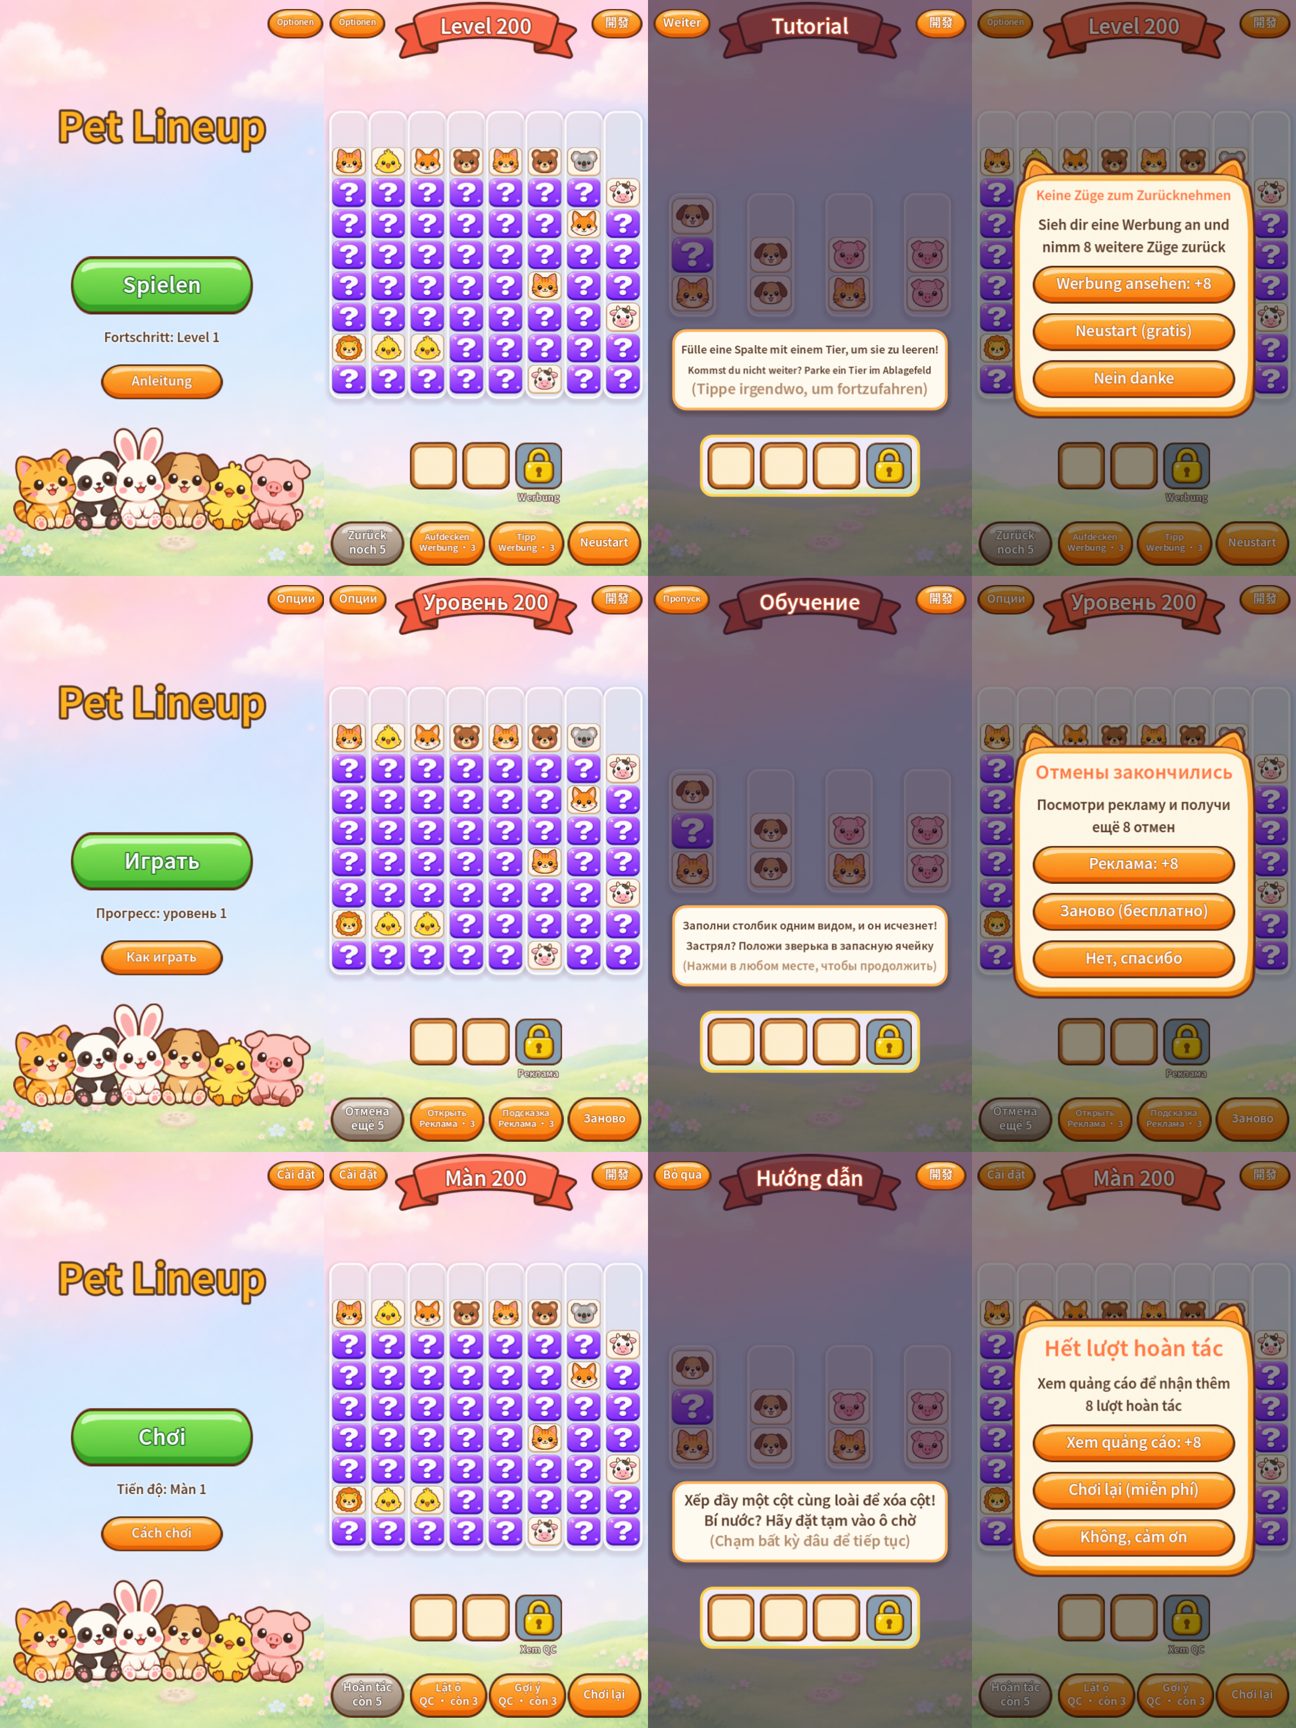 Optionen
Pet Lineup
Spielen
Fortschritt: Level 1
Anleitung
Optionen
Level 200
開發
Werbung
Zurück
noch 5
Aufdecken
Werbung · 3
Tipp
Werbung · 3
Neustart
Weiter
Tutorial
開發
Fülle eine Spalte mit einem Tier, um sie zu leeren!
Kommst du nicht weiter? Parke ein Tier im Ablagefeld
(Tippe irgendwo, um fortzufahren)
Optionen
Level 200
開發
Keine Züge zum Zurücknehmen
Sieh dir eine Werbung an und
nimm 8 weitere Züge zurück
Werbung ansehen: +8
Neustart (gratis)
Nein danke
Werbung
Zurück
noch 5
Aufdecken
Werbung · 3
Tipp
Werbung · 3
Neustart
Опции
Pet Lineup
Играть
Прогресс: уровень 1
Как играть
Опции
Уровень 200
開發
Реклама
Отмена
ещё 5
Открыть
Реклама · 3
Подсказка
Реклама · 3
Заново
Пропуск
Обучение
開發
Заполни столбик одним видом, и он исчезнет!
Застрял? Положи зверька в запасную ячейку
(Нажми в любом месте, чтобы продолжить)
Опции
Уровень 200
開發
Отмены закончились
Посмотри рекламу и получи
ещё 8 отмен
Реклама: +8
Заново (бесплатно)
Нет, спасибо
Реклама
Отмена
ещё 5
Открыть
Реклама · 3
Подсказка
Реклама · 3
Заново
Cài đặt
Pet Lineup
Chơi
Tiến độ: Màn 1
Cách chơi
Cài đặt
Màn 200
開發
Xem QC
Hoàn tác
còn 5
Lật ô
QC · còn 3
Gợi ý
QC · còn 3
Chơi lại
Bỏ qua
Hướng dẫn
開發
Xếp đầy một cột cùng loài để xóa cột!
Bí nước? Hãy đặt tạm vào ô chờ
(Chạm bất kỳ đâu để tiếp tục)
Cài đặt
Màn 200
開發
Hết lượt hoàn tác
Xem quảng cáo để nhận thêm
8 lượt hoàn tác
Xem quảng cáo: +8
Chơi lại (miễn phí)
Không, cảm ơn
Xem QC
Hoàn tác
còn 5
Lật ô
QC · còn 3
Gợi ý
QC · còn 3
Chơi lại